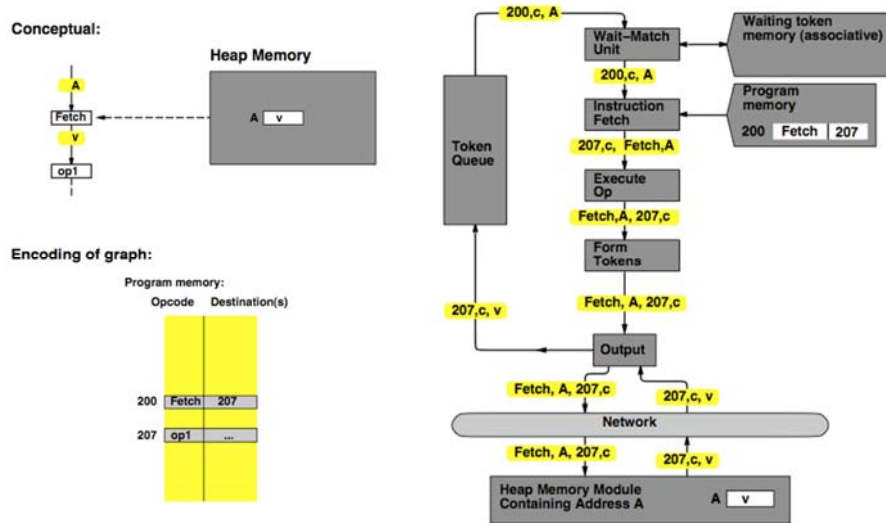 Conceptual:
Heap Memory
A
Fetch
v
op1
A v
Encoding of graph:
Program memory:
Opcode Destination(s)
200 Fetch 207
207 op1 ...
200,c, A
Wait-Match
Unit
Waiting token
memory (associative)
200,c, A
Instruction
Fetch
Program
memory
200 Fetch 207
Token
Queue
207,c, Fetch,A
Execute
Op
Fetch,A, 207,c
Form
Tokens
Fetch, A, 207,c
207,c, v
Output
Fetch, A, 207,c
207,c, v
Network
Fetch, A, 207,c
207,c, v
Heap Memory Module
Containing Address A
A v